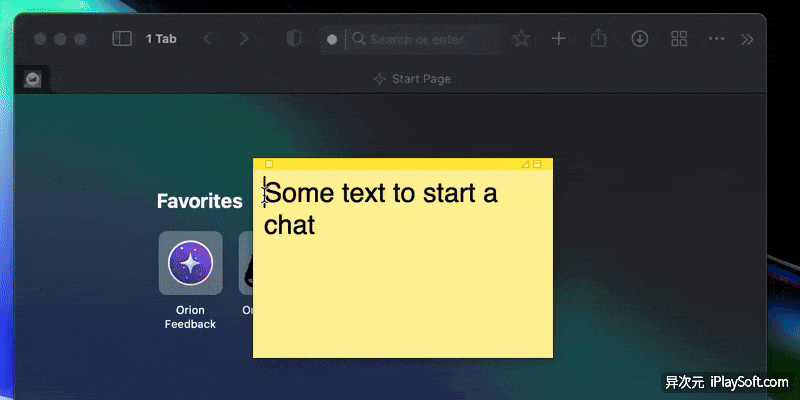 1 Tab
Search or enter
Start Page
Some text to start a
chat
Favorites
Orion
Feedback
异次元 iPlaySoft.com